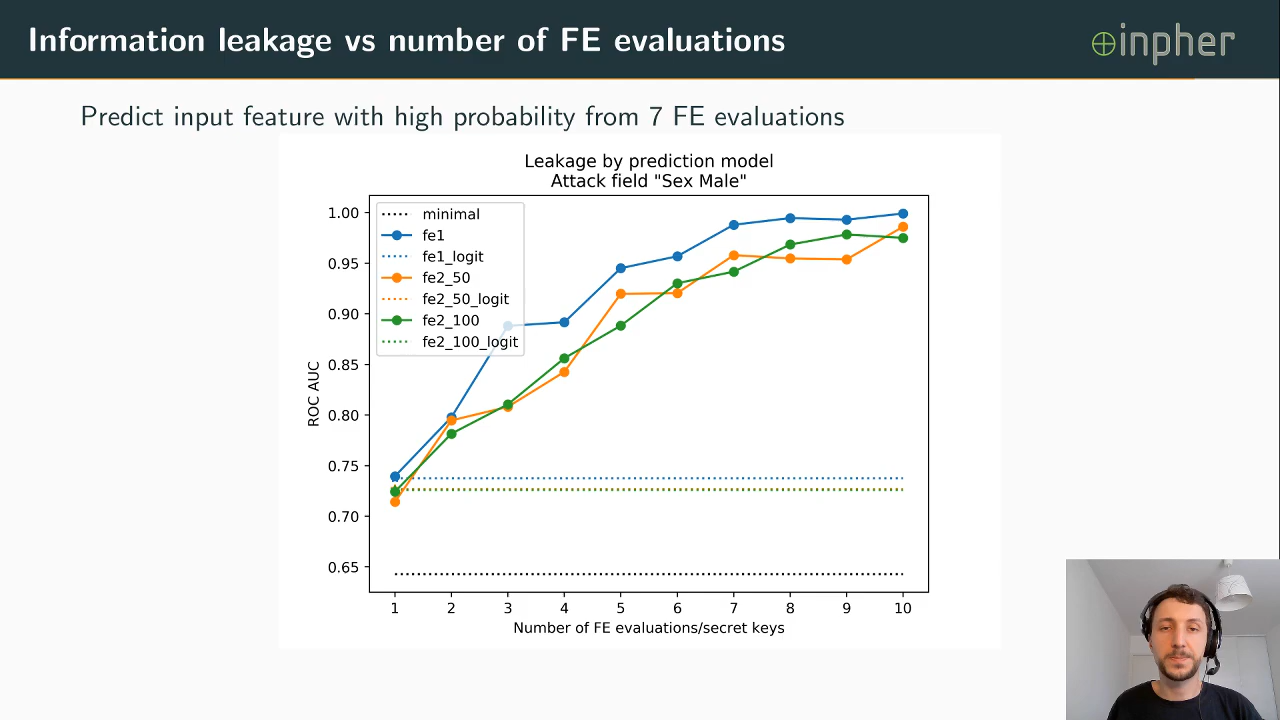 Information leakage vs number of FE evaluations
inpher
Predict input feature with high probability from 7 FE evaluations
Leakage by prediction model
Attack field "Sex Male"
minimal
fe1
fe1_logit
fe2_50
fe2_50_logit
fe2_100
fe2_100_logit
1.00
0.95
0.90
0.85
0.80
0.75
0.70
0.65
ROC AUC
1 2 3 4 5 6 7 8 9 10
Number of FE evaluations/secret keys